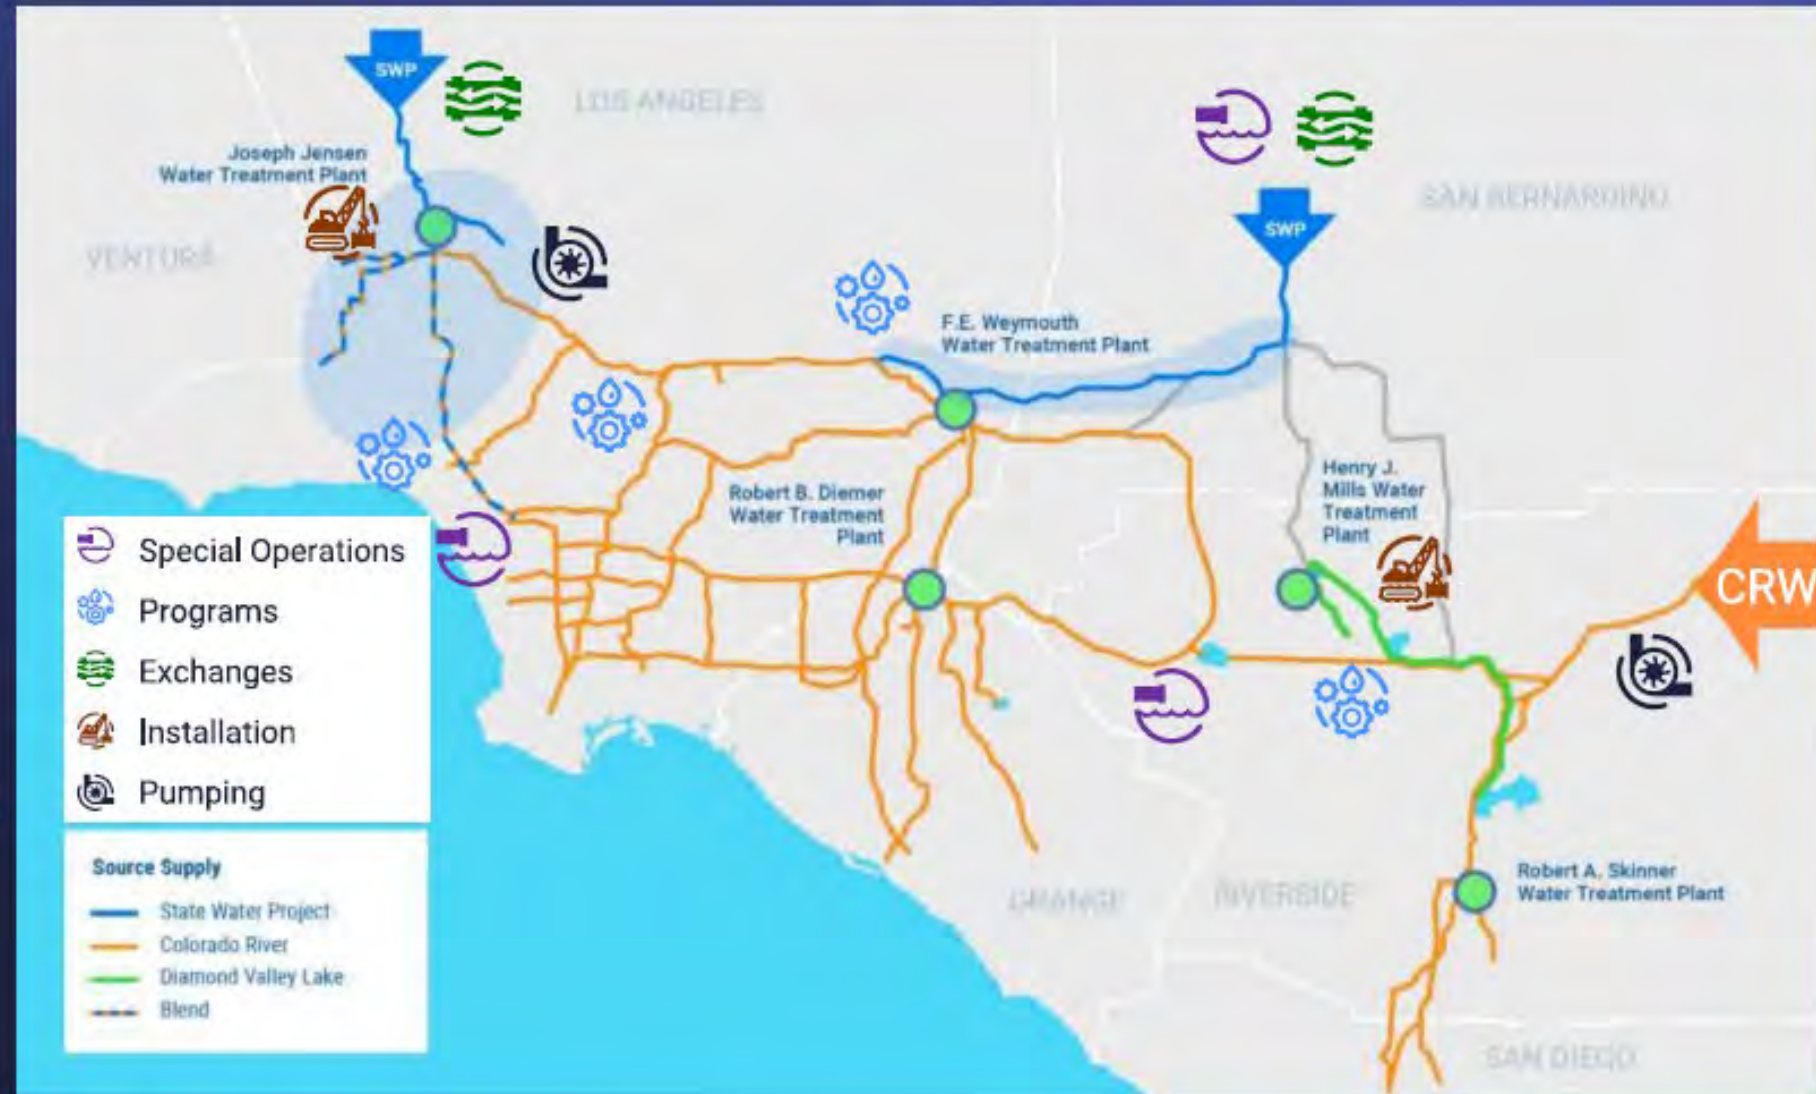 SWP
LOS ANGELES
Joseph Jensen
Water Treatment Plant
VENTURA
SWP
SAN BERNARDINO
F.E. Weymouth
Water Treatment Plant
Robert B. Diemer
Water Treatment
Plant
Henry J.
Mills Water
Treatment
Plant
CRW
Special Operations
Programs
Exchanges
Installation
Pumping
Source Supply
State Water Project
Colorado River
Diamond Valley Lake
Blend
ORANGE
RIVERSIDE
Robert A. Skinner
Water Treatment Plant
SAN DIEGO